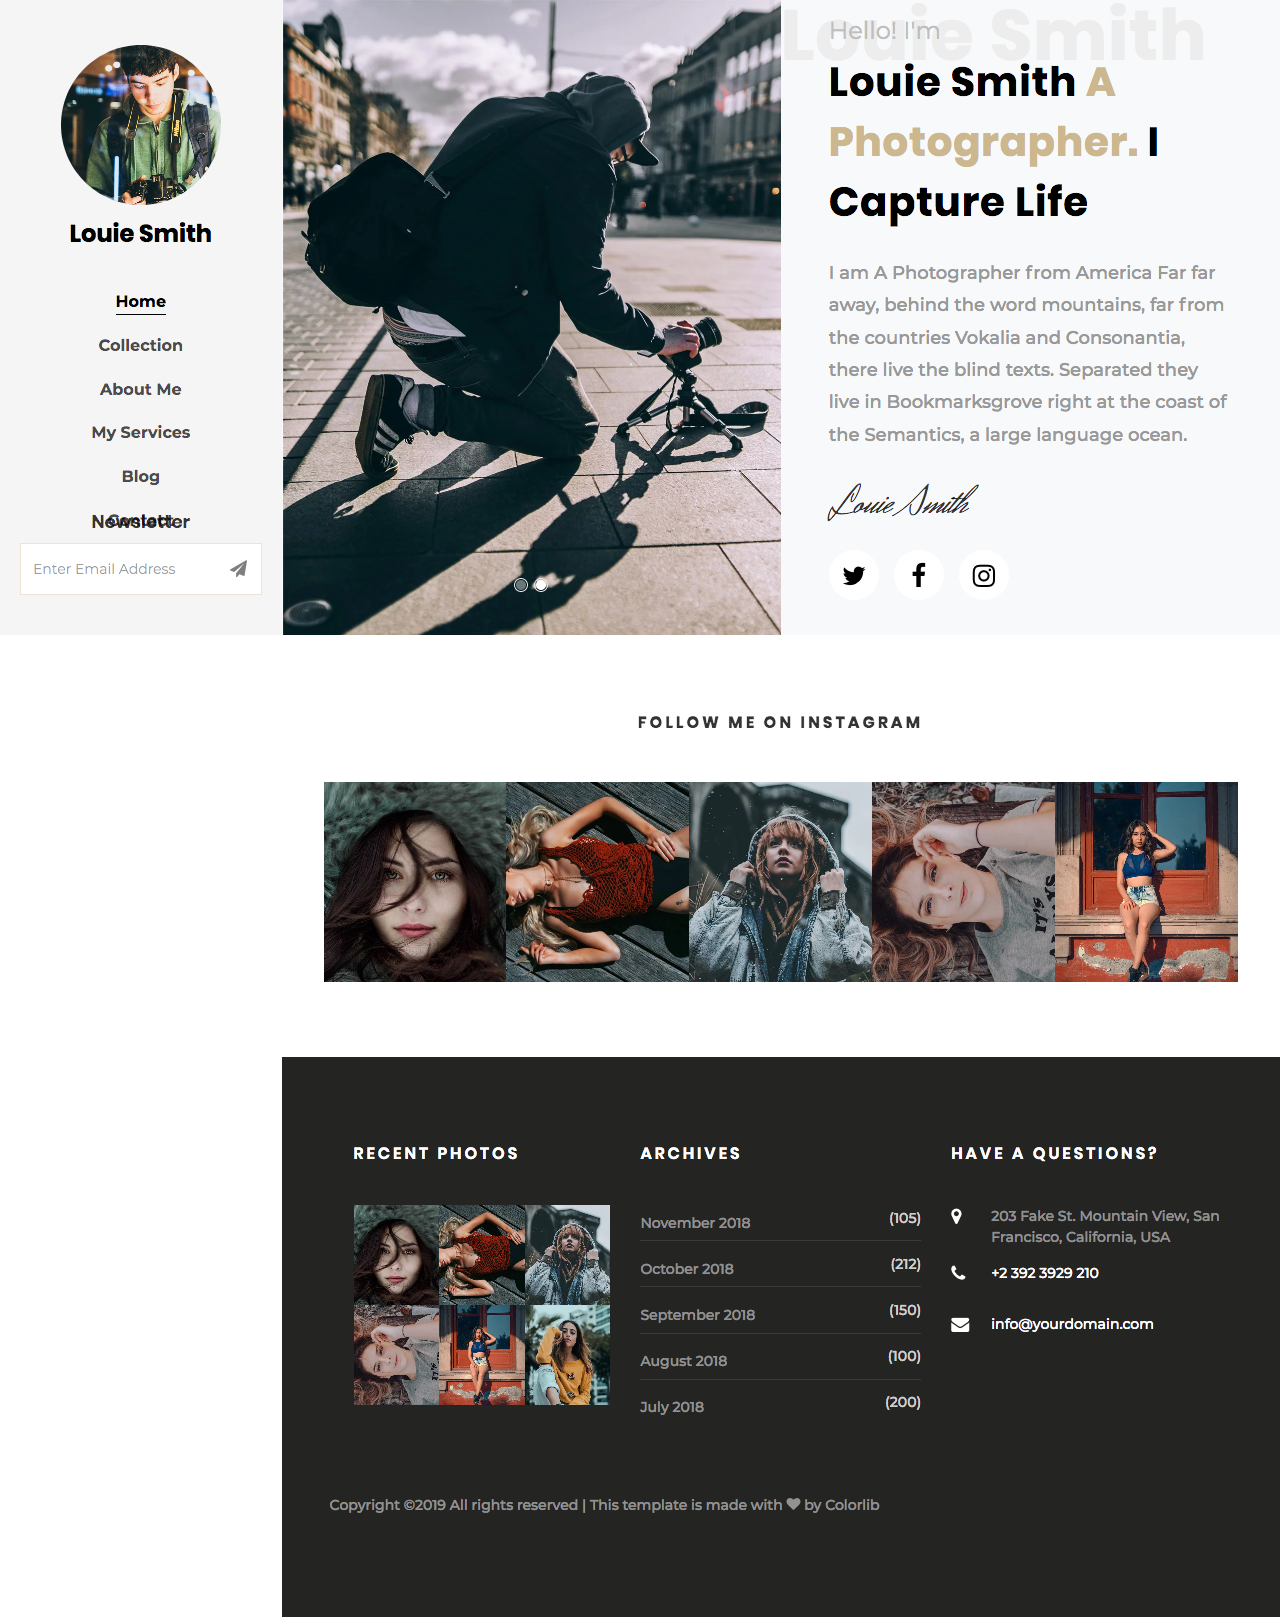 Louie Smith
Home
Collection
About Me
My Services
Blog
Contact
Newsletter
Enter Email Address
Louie Smith
Hello! I'm
Louie Smith A
Photographer. I
Capture Life
I am A Photographer from America Far far
away, behind the word mountains, far from
the countries Vokalia and Consonantia,
there live the blind texts. Separated they
live in Bookmarksgrove right at the coast of
the Semantics, a large language ocean.
Louie Smith
FOLLOW ME ON INSTAGRAM
IT'S
RECENT PHOTOS
ARCHIVES
November 2018 (105)
October 2018 (212)
September 2018 (150)
August 2018 (100)
July 2018 (200)
HAVE A QUESTIONS?
203 Fake St. Mountain View, San
Francisco, California, USA
+2 392 3929 210
info@yourdomain.com
Copyright ©2019 All rights reserved | This template is made with ♥ by Colorlib